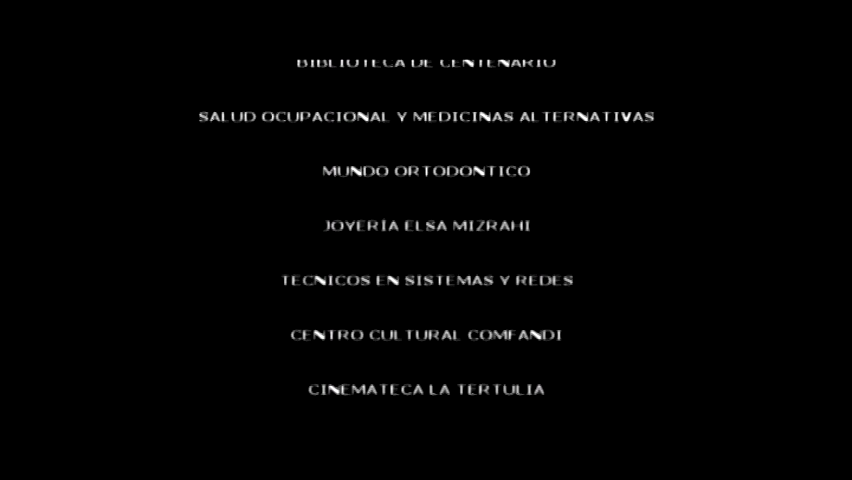 BIBLIOTECA DE CENTENARIO
SALUD OCUPACIONAL Y MEDICINAS ALTERNATIVAS
MUNDO ORTODONTICO
JOYERÍA ELSA MIZRAHI
TECNICOS EN SISTEMAS Y REDES
CENTRO CULTURAL COMFANDI
CINEMATECA LA TERTULIA